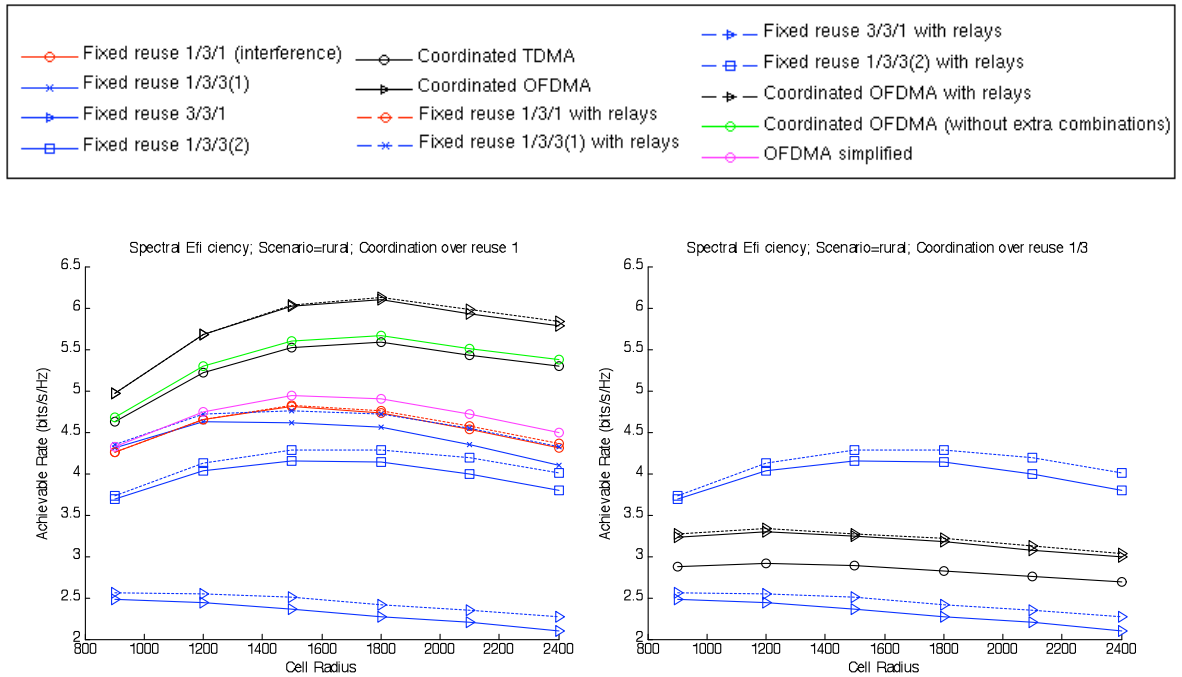 Fixed reuse 1/3/1 (interference)
Fixed reuse 1/3/3(1)
Fixed reuse 3/3/1
Fixed reuse 1/3/3(2)
Coordinated TDMA
Coordinated OFDMA
Fixed reuse 1/3/1 with relays
Fixed reuse 1/3/3(1) with relays
Fixed reuse 3/3/1 with relays
Fixed reuse 1/3/3(2) with relays
Coordinated OFDMA with relays
Coordinated OFDMA (without extra combinations)
OFDMA simplified
Spectral Efi ciency; Scenario=rural; Coordination over reuse 1
Achievable Rate (bits/s/Hz)
6.5
6
5.5
5
4.5
4
3.5
3
2.5
2
800 1000 1200 1400 1600 1800 2000 2200 2400
Cell Radius
Spectral Efi ciency; Scenario=rural; Coordination over reuse 1/3
Achievable Rate (bits/s/Hz)
6.5
6
5.5
5
4.5
4
3.5
3
2.5
2
800 1000 1200 1400 1600 1800 2000 2200 2400
Cell Radius